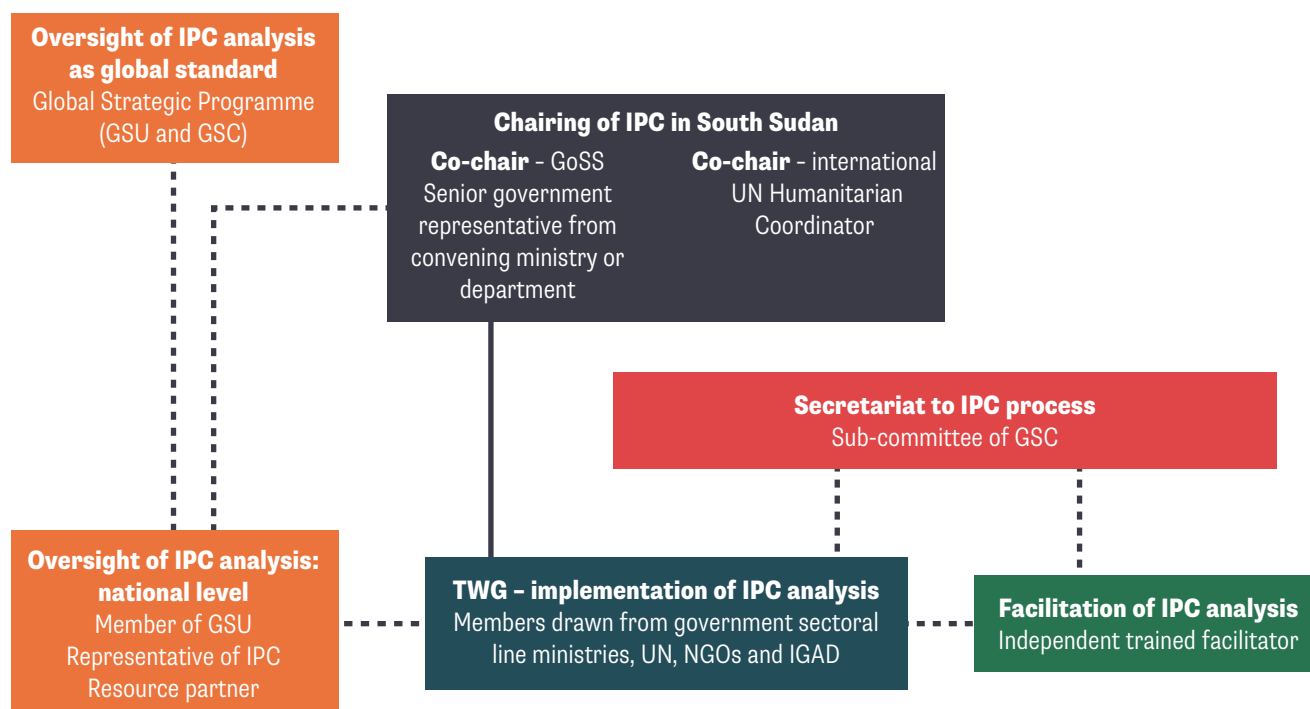 Oversight of IPC analysis
as global standard
Global Strategic Programme
(GSU and GSC)
Chairing of IPC in South Sudan
Co-chair – GoSS
Senior government
representative from
convening ministry or
department
Co-chair – international
UN Humanitarian
Coordinator
Secretariat to IPC process
Sub-committee of GSC
Oversight of IPC analysis:
national level
Member of GSU
Representative of IPC
Resource partner
TWG – implementation of IPC analysis
Members drawn from government sectoral
line ministries, UN, NGOs and IGAD
Facilitation of IPC analysis
Independent trained facilitator